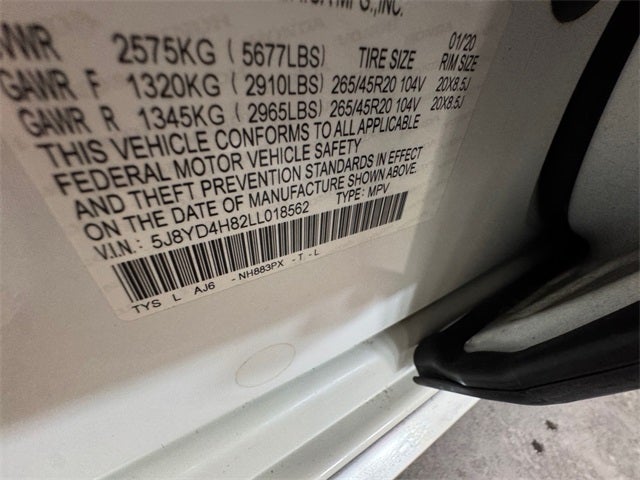 MFG., INC.
01/20
GVWR 2575KG ( 5677LBS) TIRE SIZE RIM SIZE
GAWR F 1320KG ( 2910LBS) 265/45R20 104V 20X8.5J
GAWR R 1345KG ( 2965LBS) 265/45R20 104V 20X8.5J
THIS VEHICLE CONFORMS TO ALL APPLICABLE
FEDERAL MOTOR VEHICLE SAFETY
AND THEFT PREVENTION STANDARDS IN EFFECT
ON THE DATE OF MANUFACTURE SHOWN ABOVE.
V.I.N.: 5J8YD4H82LL018562 TYPE: MPV
TYS L AJ6 -NH883PX -T -L